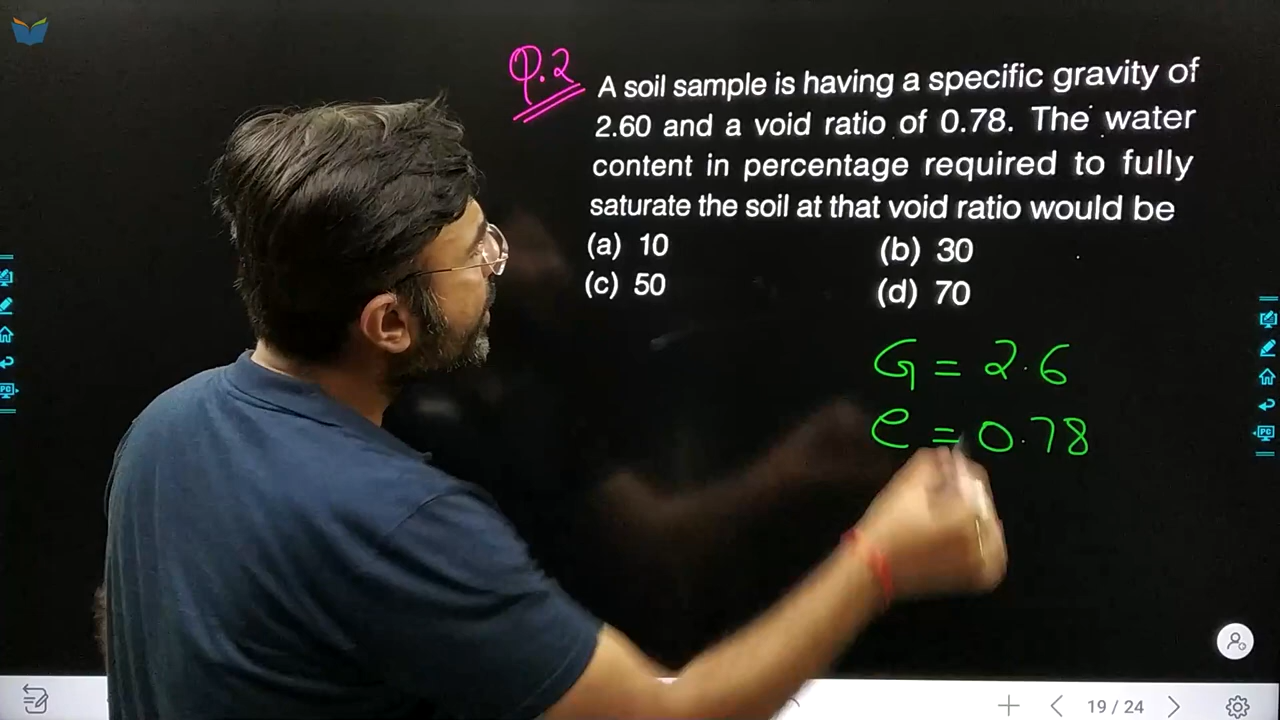 Q.2
A soil sample is having a specific gravity of
2.60 and a void ratio of 0.78. The water
content in percentage required to fully
saturate the soil at that void ratio would be
(a) 10 (b) 30
(c) 50 (d) 70
G = 2.6
e = 0.78
PC PC
19 / 24